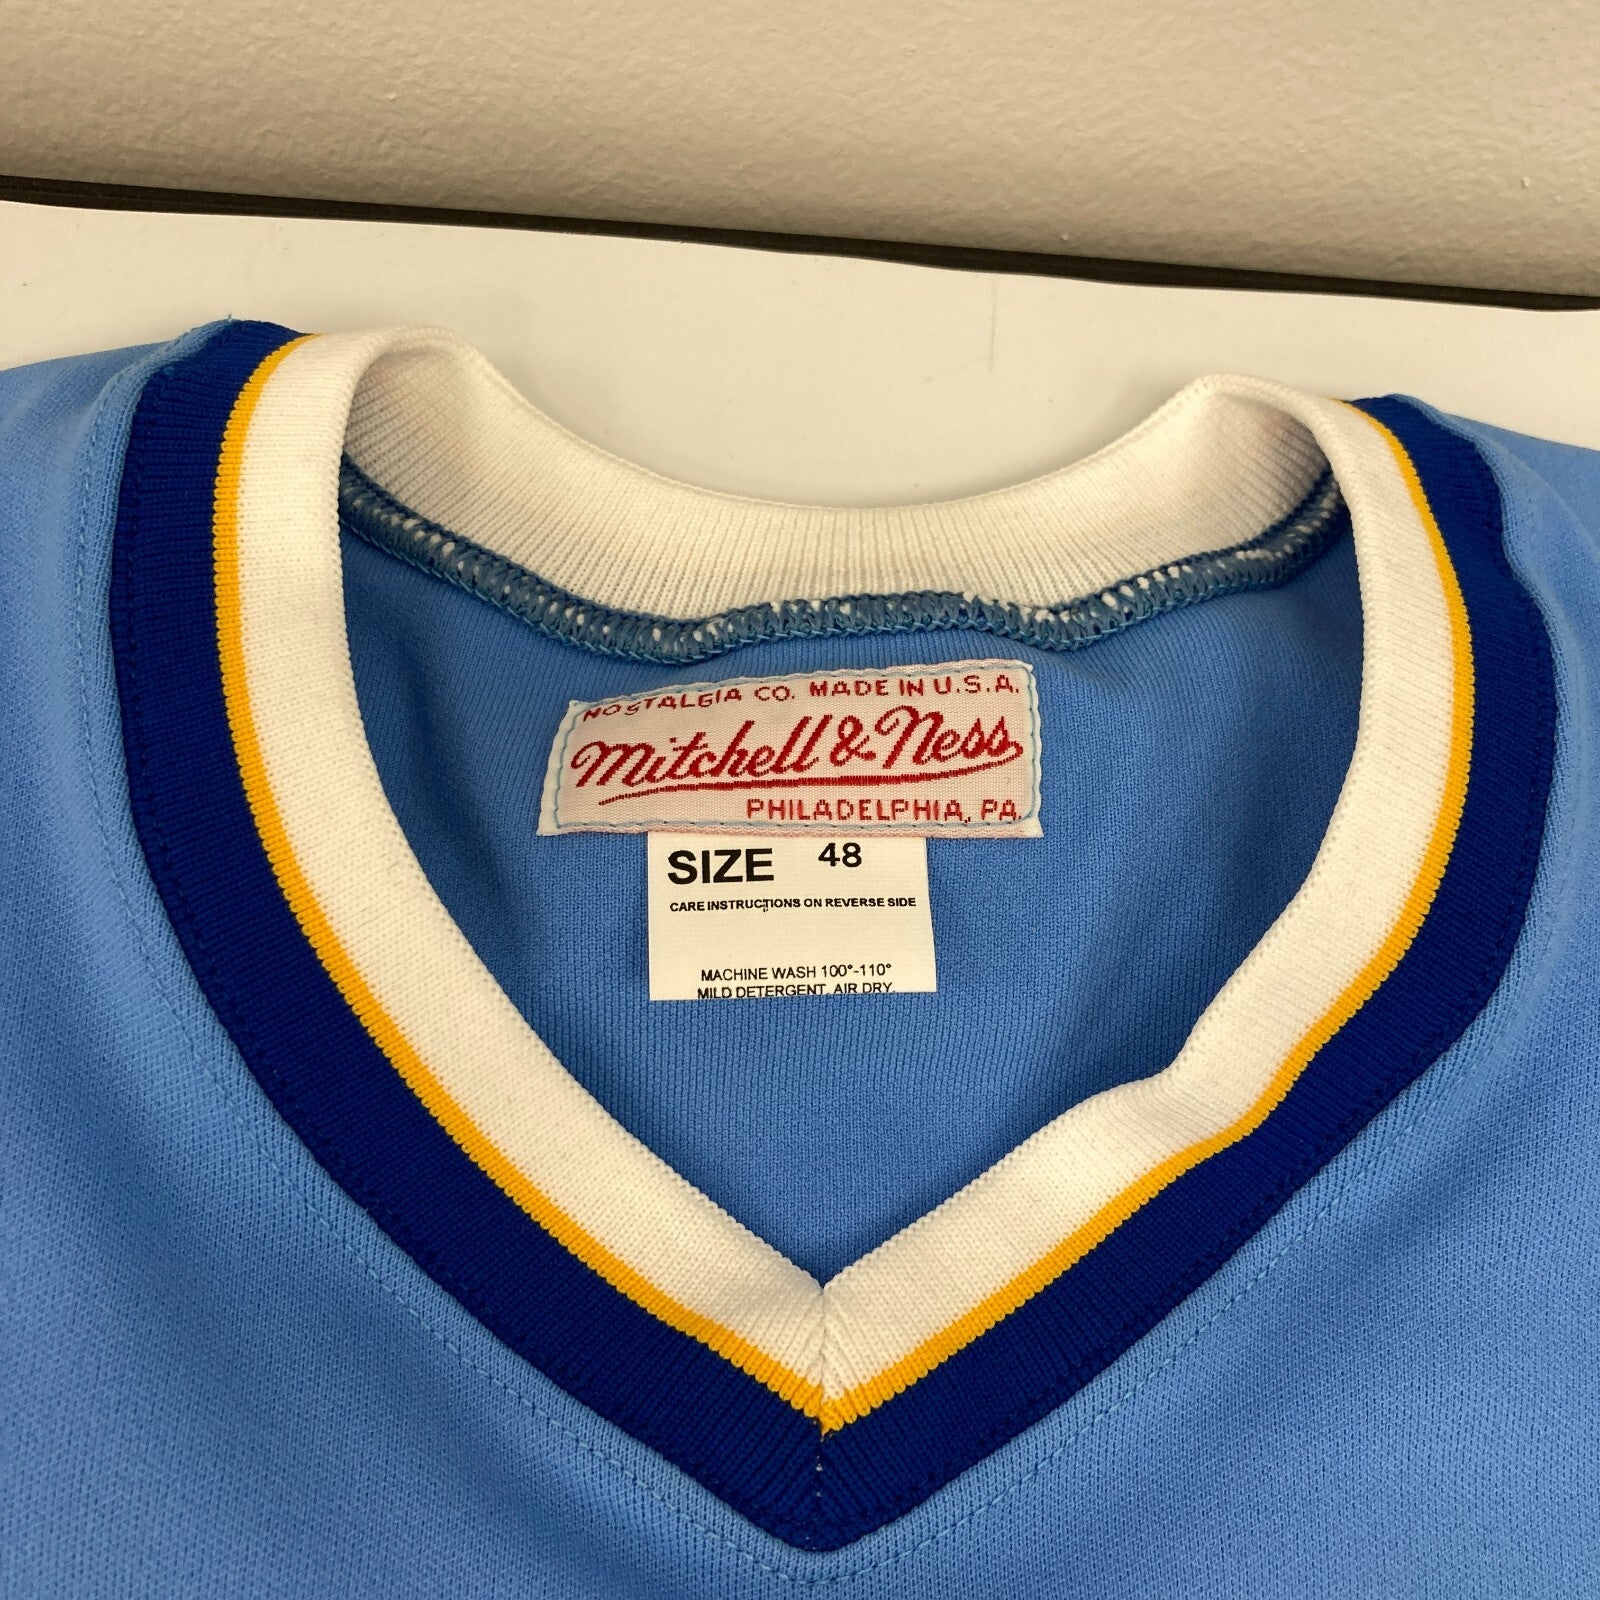 NOSTALGIA CO. MADE IN U.S.A.
Mitchell & Ness
PHILADELPHIA, PA.
SIZE 48
CARE INSTRUCTIONS ON REVERSE SIDE
MACHINE WASH 100°-110°
MILD DETERGENT, AIR DRY